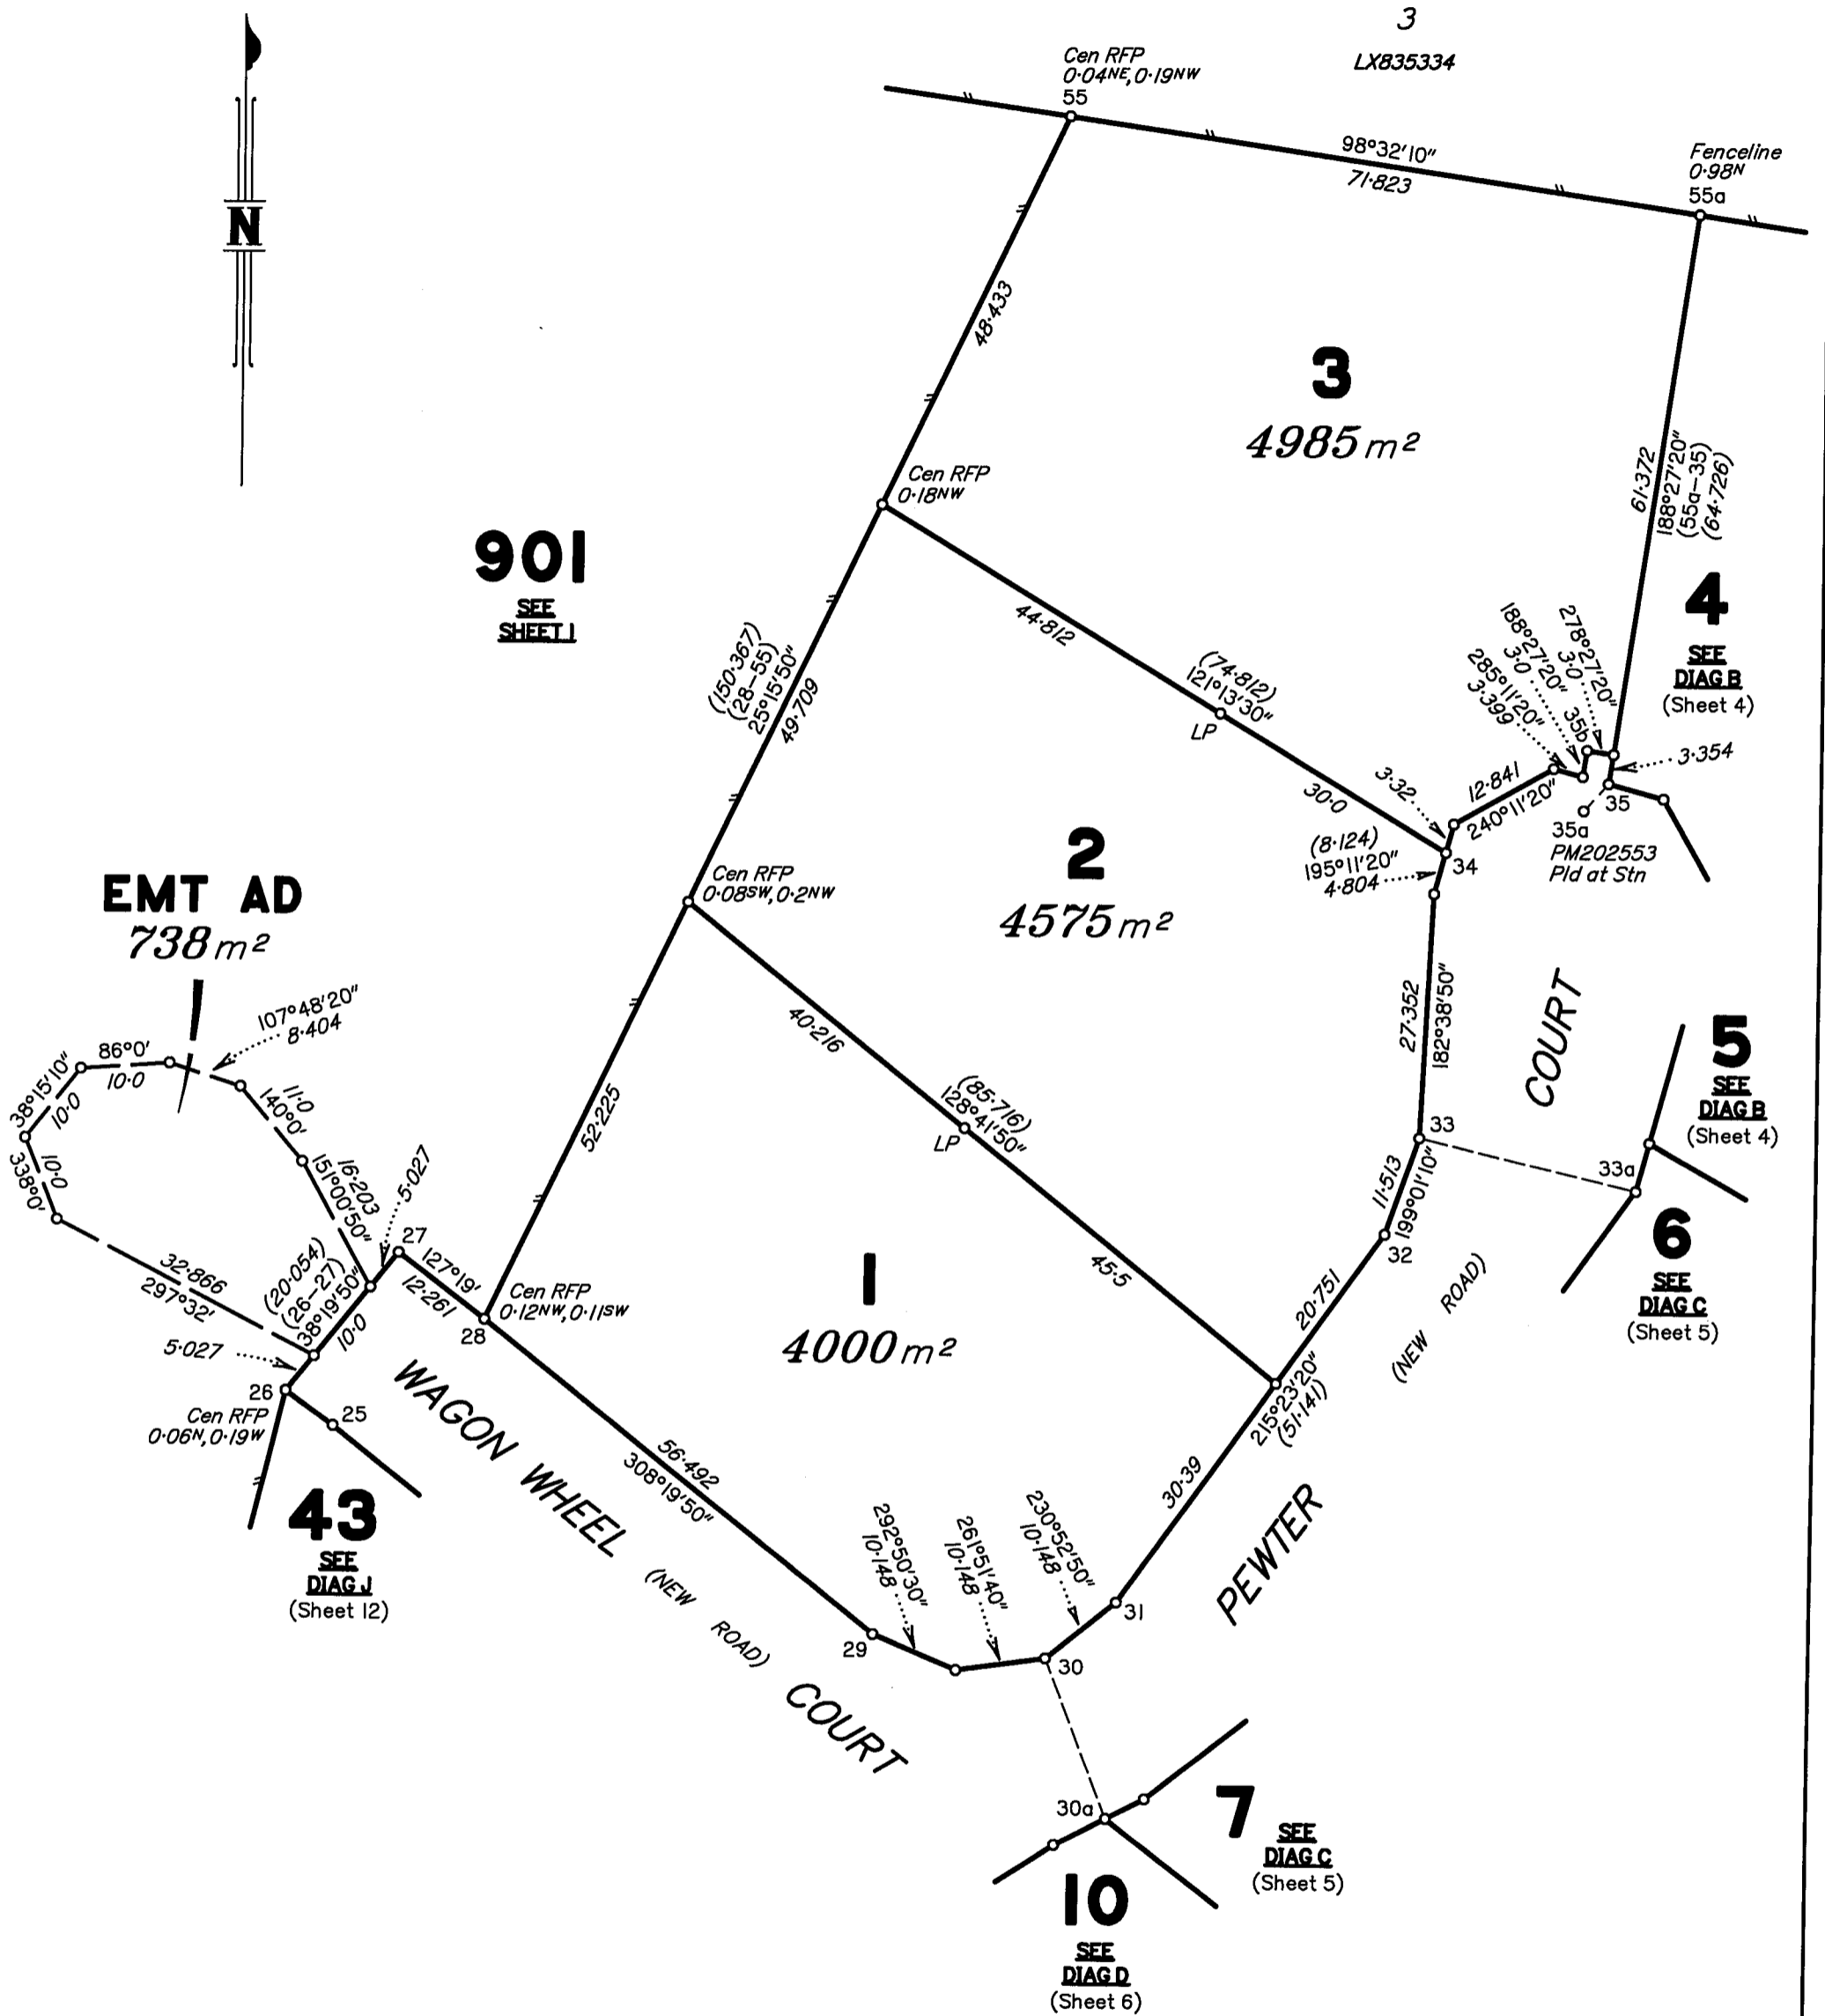 3
LX835334
Cen RFP
0·04NE, 0·19NW
55
98°32'10"
71·823
Fenceline
0·98N
55a
N
48·433
3
4985 m²
61·372
188°27'20"
(55a–35)
(64·726)
Cen RFP
0·18NW
901
SEE
SHEET 1
4
SEE
DIAG B
(Sheet 4)
44·812
(74·812)
121°13'30"
LP
30·0
(150·367)
(28–55)
25°15'50"
49·709
278°27'20"
3·0
188°27'20"
3·0
285°11'20"
3·399
35b
3·354
12·841
240°11'20"
35
35a
PM202553
Pld at Stn
3·32
34
(8·124)
195°11'20"
4·804
2
4575 m²
Cen RFP
0·08SW, 0·2NW
EMT AD
738 m²
107°48'20"
8·404
86°0'
10·0
38°15'10"
10·0
338°0'
10·0
11·0
140°0'
16·203
151°00'50"
5·027
27
127°19'
12·261
32·866
297°32'
(20·054)
(26–27)
38°19'50"
10·0
5·027
26
25
Cen RFP
0·06N, 0·19W
43
SEE
DIAG J
(Sheet 12)
52·225
40·216
(85·716)
128°41'50"
LP
45·5
27·352
182°38'50"
COURT
5
SEE
DIAG B
(Sheet 4)
33
33a
11·513
199°01'10"
32
6
SEE
DIAG C
(Sheet 5)
Cen RFP
0·12NW, 0·11SW
28
1
4000 m²
20·751
215°23'20"
(51·141)
30·39
(NEW ROAD)
PEWTER
WAGON WHEEL (NEW ROAD) COURT
56·492
308°19'50"
292°50'30"
10·148
261°51'40"
10·148
230°52'50"
10·148
31
29
30
30a
7
SEE
DIAG C
(Sheet 5)
10
SEE
DIAG D
(Sheet 6)